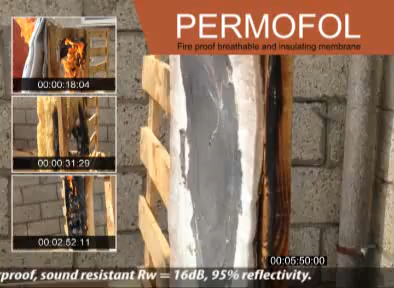 PERMOFOL
Fire proof breathable and insulating membrane
00:00:18:04
00:00:31:29
00:02:52:11
00:05:50:00
rproof, sound resistant Rw = 16dB, 95% reflectivity.